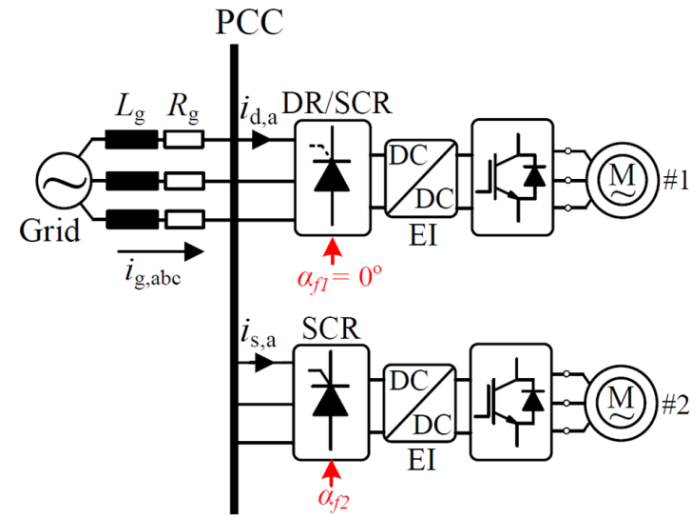 PCC
Lg Rg id,a DR/SCR
DC
DC
M
~
#1
Grid
EI
ig,abc
αf1 = 0°
is,a SCR
DC
DC
M
~
#2
EI
αf2